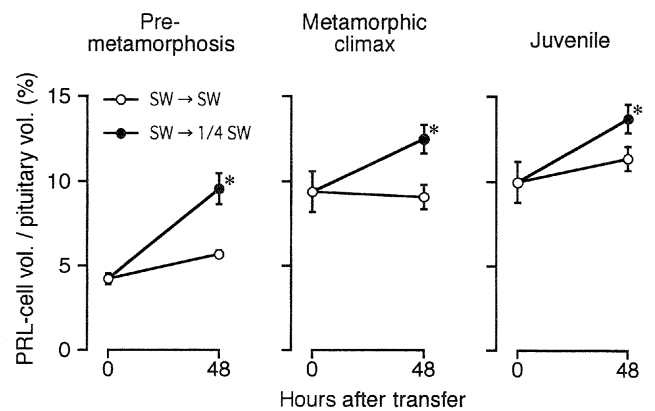 Pre-
metamorphosis
Metamorphic
climax
Juvenile
PRL-cell vol. / pituitary vol. (%)
15
10
5
0
SW → SW
SW → 1/4 SW
*
*
*
0 48
0 48
0 48
Hours after transfer